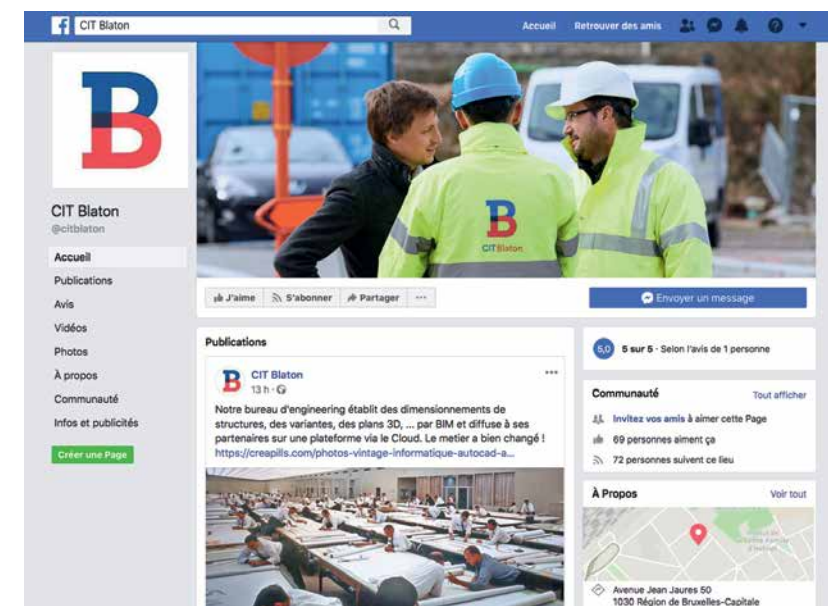 CIT Blaton
Accueil
Retrouver des amis
B
CIT Blaton
@citblaton
Accueil
Publications
Avis
Vidéos
Photos
À propos
Communauté
Infos et publicités
Créer une Page
B
CITBlaton
J'aime
S'abonner
Partager
Envoyer un message
Publications
B
CIT Blaton
13 h
Notre bureau d'engineering établit des dimensionnements de
structures, des variantes, des plans 3D, ... par BIM et diffuse à ses
partenaires sur une plateforme via le Cloud. Le metier a bien changé !
https://creapills.com/photos-vintage-informatique-autocad-a...
5,0
5 sur 5 - Selon l'avis de 1 personne
Communauté
Tout afficher
Invitez vos amis à aimer cette Page
69 personnes aiment ça
72 personnes suivent ce lieu
À Propos
Voir tout
Avenue Jean Jaures 50
1030 Région de Bruxelles-Capitale